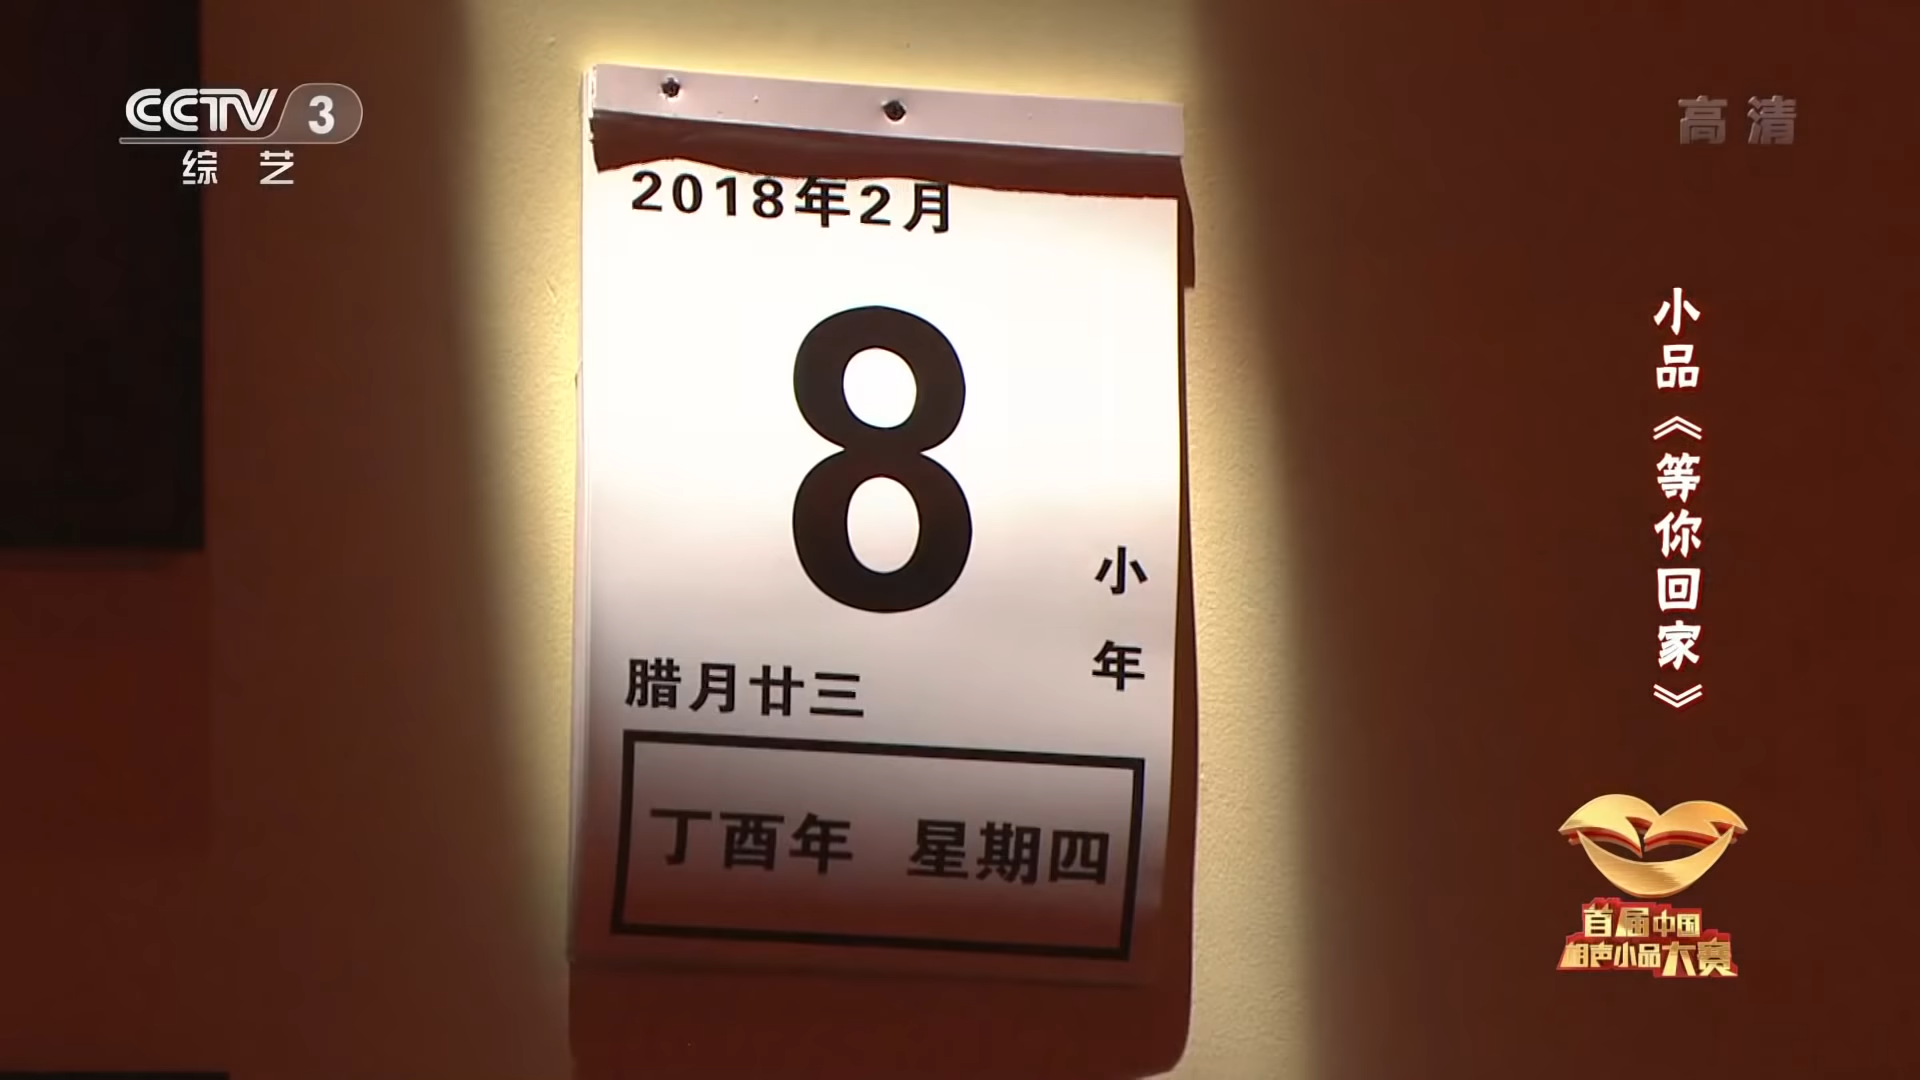 CCTV 3
综艺
高清
2018年2月
8
小年
腊月廿三
丁酉年 星期四
小品《等你回家》
首届中国
相声小品大赛